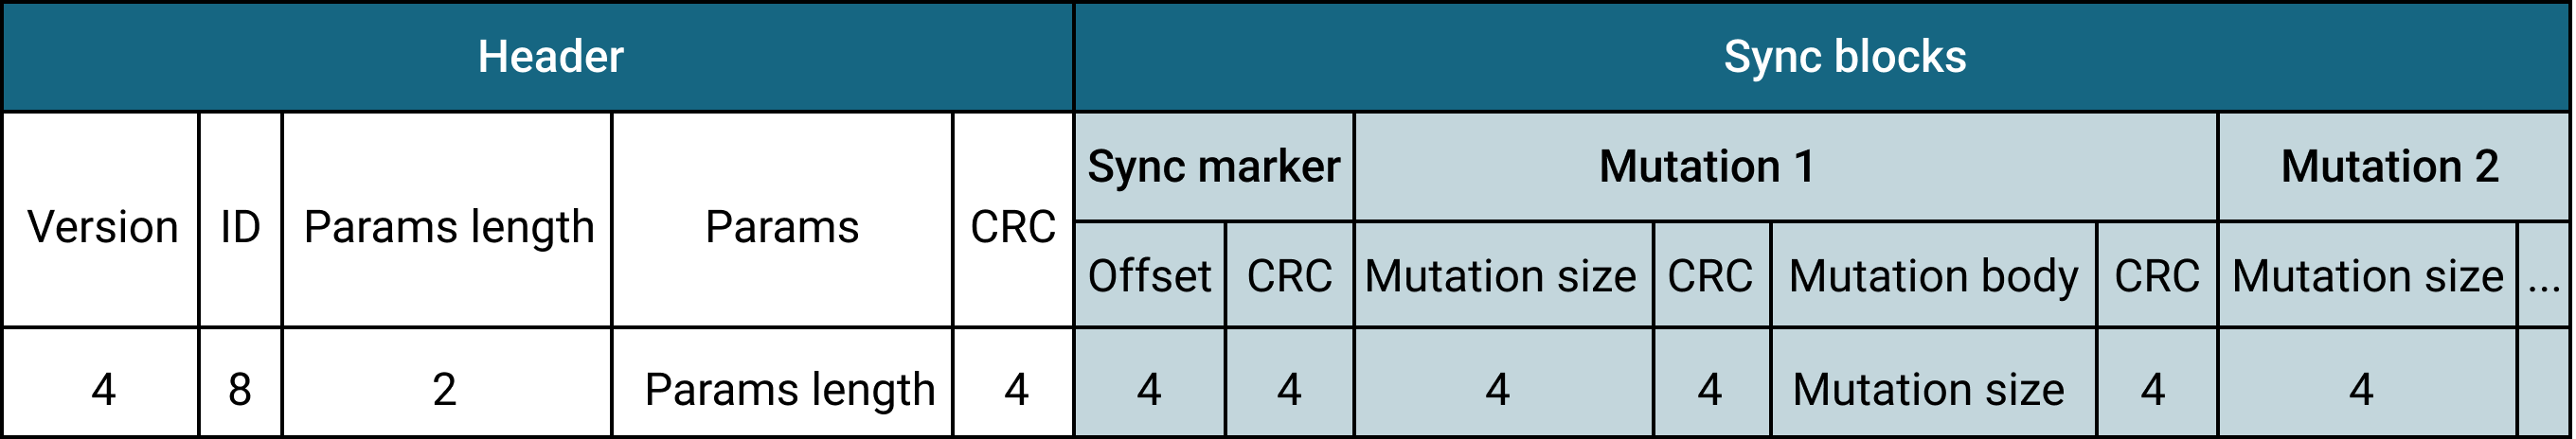 Header Sync blocks
Sync marker Mutation 1 Mutation 2
Version ID Params length Params CRC
Offset CRC Mutation size CRC Mutation body CRC Mutation size ...
4 8 2 Params length 4 4 4 4 4 Mutation size 4 4